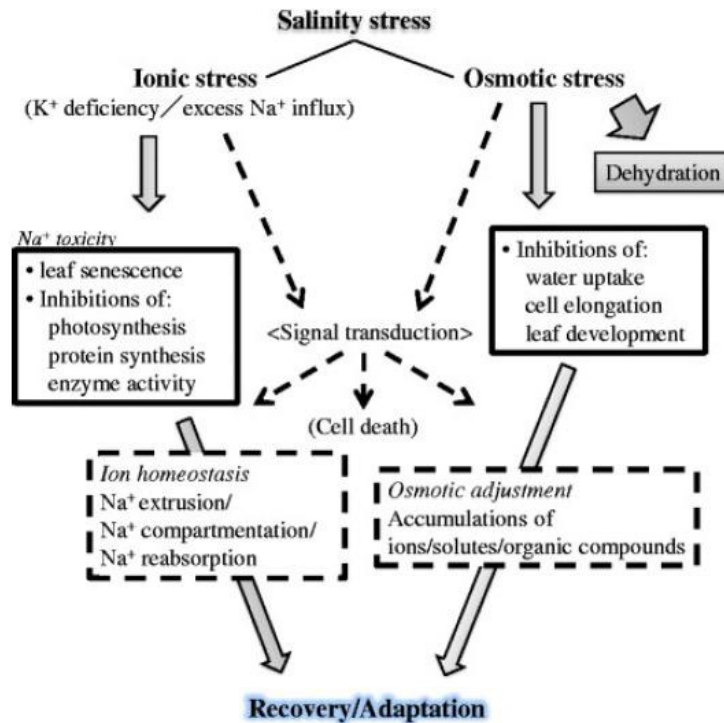 Salinity stress
Ionic stress
(K⁺ deficiency／excess Na⁺ influx)
Osmotic stress
Dehydration
Na⁺ toxicity
• leaf senescence
• Inhibitions of:
photosynthesis
protein synthesis
enzyme activity
• Inhibitions of:
water uptake
cell elongation
leaf development
<Signal transduction>
(Cell death)
Ion homeostasis
Na⁺ extrusion/
Na⁺ compartmentation/
Na⁺ reabsorption
Osmotic adjustment
Accumulations of
ions/solutes/organic compounds
Recovery/Adaptation